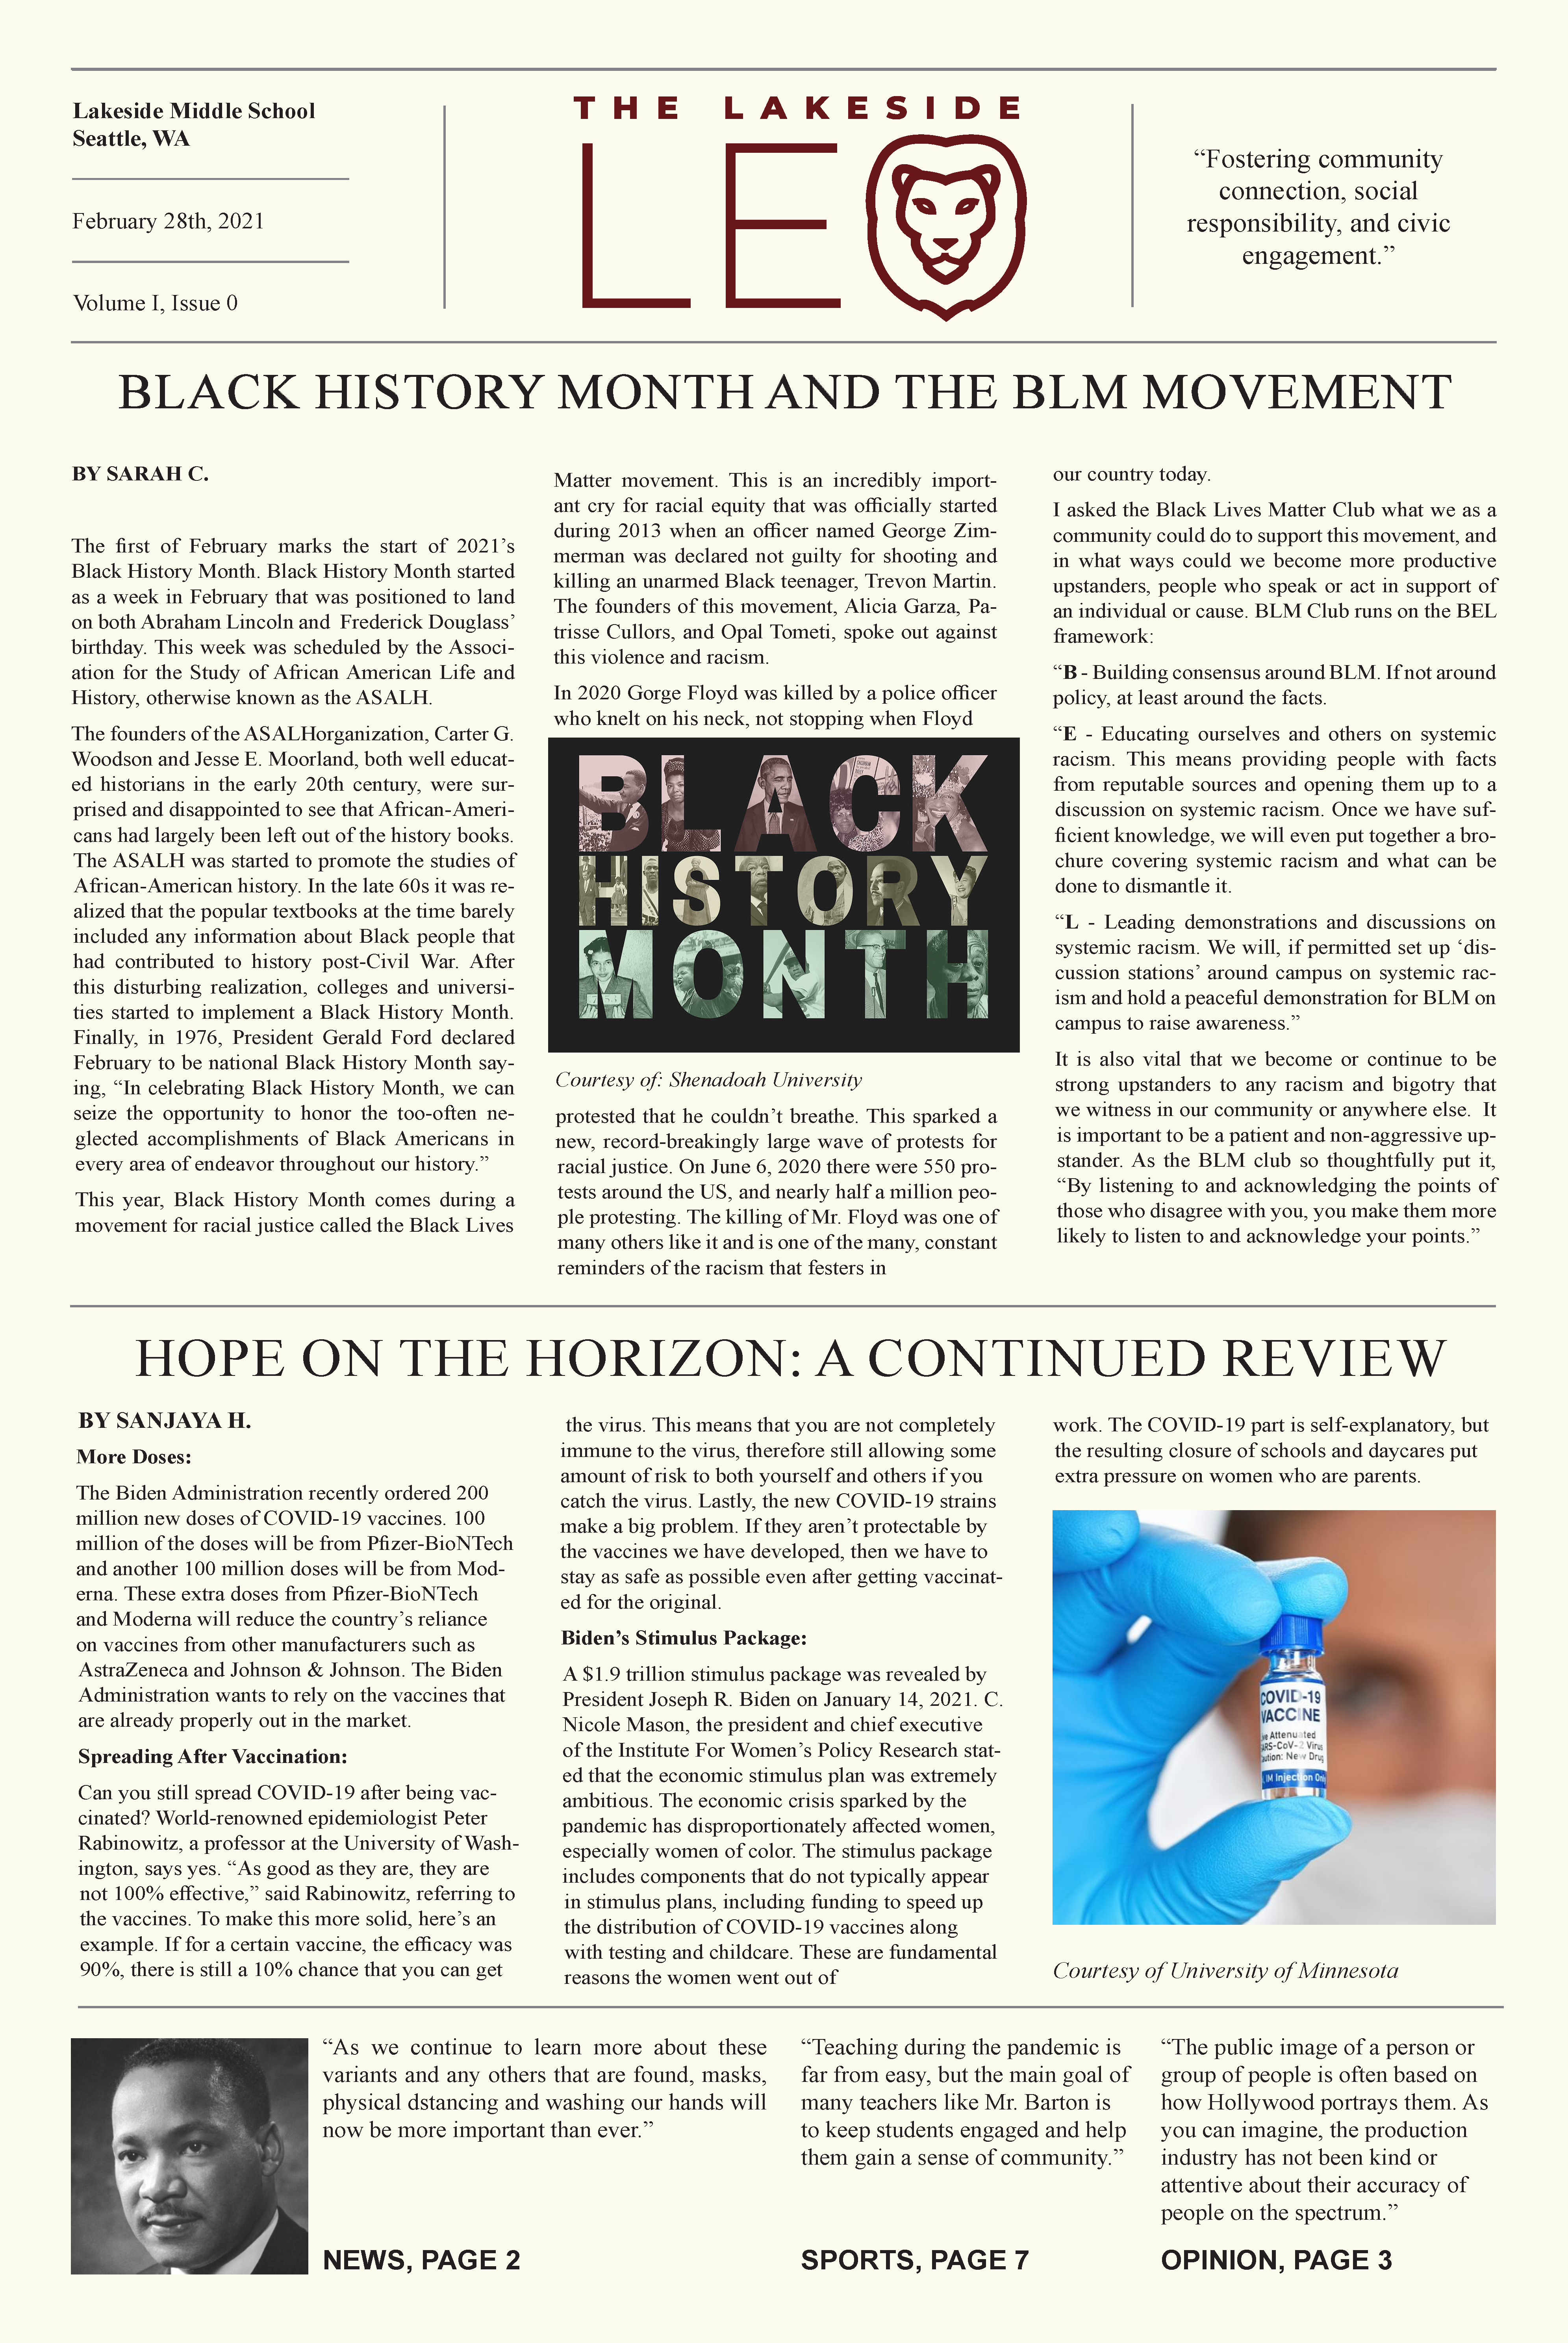 Lakeside Middle School
Seattle, WA
February 28th, 2021
Volume I, Issue 0
THE LAKESIDE
LEO
“Fostering community
connection, social
responsibility, and civic
engagement.”
BLACK HISTORY MONTH AND THE BLM MOVEMENT
BY SARAH C.
The first of February marks the start of 2021’s
Black History Month. Black History Month started
as a week in February that was positioned to land
on both Abraham Lincoln and Frederick Douglass’
birthday. This week was scheduled by the Associ-
ation for the Study of African American Life and
History, otherwise known as the ASALH.
The founders of the ASALHorganization, Carter G.
Woodson and Jesse E. Moorland, both well educat-
ed historians in the early 20th century, were sur-
prised and disappointed to see that African-Ameri-
cans had largely been left out of the history books.
The ASALH was started to promote the studies of
African-American history. In the late 60s it was re-
alized that the popular textbooks at the time barely
included any information about Black people that
had contributed to history post-Civil War. After
this disturbing realization, colleges and universi-
ties started to implement a Black History Month.
Finally, in 1976, President Gerald Ford declared
February to be national Black History Month say-
ing, “In celebrating Black History Month, we can
seize the opportunity to honor the too-often ne-
glected accomplishments of Black Americans in
every area of endeavor throughout our history.”
This year, Black History Month comes during a
movement for racial justice called the Black Lives
Matter movement. This is an incredibly import-
ant cry for racial equity that was officially started
during 2013 when an officer named George Zim-
merman was declared not guilty for shooting and
killing an unarmed Black teenager, Trevon Martin.
The founders of this movement, Alicia Garza, Pa-
trisse Cullors, and Opal Tometi, spoke out against
this violence and racism.
In 2020 Gorge Floyd was killed by a police officer
who knelt on his neck, not stopping when Floyd
BLACK
HISTORY
MONTH
Courtesy of: Shenadoah University
protested that he couldn’t breathe. This sparked a
new, record-breakingly large wave of protests for
racial justice. On June 6, 2020 there were 550 pro-
tests around the US, and nearly half a million peo-
ple protesting. The killing of Mr. Floyd was one of
many others like it and is one of the many, constant
reminders of the racism that festers in
our country today.
I asked the Black Lives Matter Club what we as a
community could do to support this movement, and
in what ways could we become more productive
upstanders, people who speak or act in support of
an individual or cause. BLM Club runs on the BEL
framework:
“B - Building consensus around BLM. If not around
policy, at least around the facts.
“E - Educating ourselves and others on systemic
racism. This means providing people with facts
from reputable sources and opening them up to a
discussion on systemic racism. Once we have suf-
ficient knowledge, we will even put together a bro-
chure covering systemic racism and what can be
done to dismantle it.
“L - Leading demonstrations and discussions on
systemic racism. We will, if permitted set up ‘dis-
cussion stations’ around campus on systemic rac-
ism and hold a peaceful demonstration for BLM on
campus to raise awareness.”
It is also vital that we become or continue to be
strong upstanders to any racism and bigotry that
we witness in our community or anywhere else. It
is important to be a patient and non-aggressive up-
stander. As the BLM club so thoughtfully put it,
“By listening to and acknowledging the points of
those who disagree with you, you make them more
likely to listen to and acknowledge your points.”
HOPE ON THE HORIZON: A CONTINUED REVIEW
BY SANJAYA H.
More Doses:
The Biden Administration recently ordered 200
million new doses of COVID-19 vaccines. 100
million of the doses will be from Pfizer-BioNTech
and another 100 million doses will be from Mod-
erna. These extra doses from Pfizer-BioNTech
and Moderna will reduce the country’s reliance
on vaccines from other manufacturers such as
AstraZeneca and Johnson & Johnson. The Biden
Administration wants to rely on the vaccines that
are already properly out in the market.
Spreading After Vaccination:
Can you still spread COVID-19 after being vac-
cinated? World-renowned epidemiologist Peter
Rabinowitz, a professor at the University of Wash-
ington, says yes. “As good as they are, they are
not 100% effective,” said Rabinowitz, referring to
the vaccines. To make this more solid, here’s an
example. If for a certain vaccine, the efficacy was
90%, there is still a 10% chance that you can get
the virus. This means that you are not completely
immune to the virus, therefore still allowing some
amount of risk to both yourself and others if you
catch the virus. Lastly, the new COVID-19 strains
make a big problem. If they aren’t protectable by
the vaccines we have developed, then we have to
stay as safe as possible even after getting vaccinat-
ed for the original.
Biden’s Stimulus Package:
A $1.9 trillion stimulus package was revealed by
President Joseph R. Biden on January 14, 2021. C.
Nicole Mason, the president and chief executive
of the Institute For Women’s Policy Research stat-
ed that the economic stimulus plan was extremely
ambitious. The economic crisis sparked by the
pandemic has disproportionately affected women,
especially women of color. The stimulus package
includes components that do not typically appear
in stimulus plans, including funding to speed up
the distribution of COVID-19 vaccines along
with testing and childcare. These are fundamental
reasons the women went out of
work. The COVID-19 part is self-explanatory, but
the resulting closure of schools and daycares put
extra pressure on women who are parents.
COVID-19
VACCINE
ve Attenuated
ARS-CoV-2 Virus
aution: New Drug
IM Injection Only
Courtesy of University of Minnesota
“As we continue to learn more about these
variants and any others that are found, masks,
physical dstancing and washing our hands will
now be more important than ever.”
NEWS, PAGE 2
“Teaching during the pandemic is
far from easy, but the main goal of
many teachers like Mr. Barton is
to keep students engaged and help
them gain a sense of community.”
SPORTS, PAGE 7
“The public image of a person or
group of people is often based on
how Hollywood portrays them. As
you can imagine, the production
industry has not been kind or
attentive about their accuracy of
people on the spectrum.”
OPINION, PAGE 3